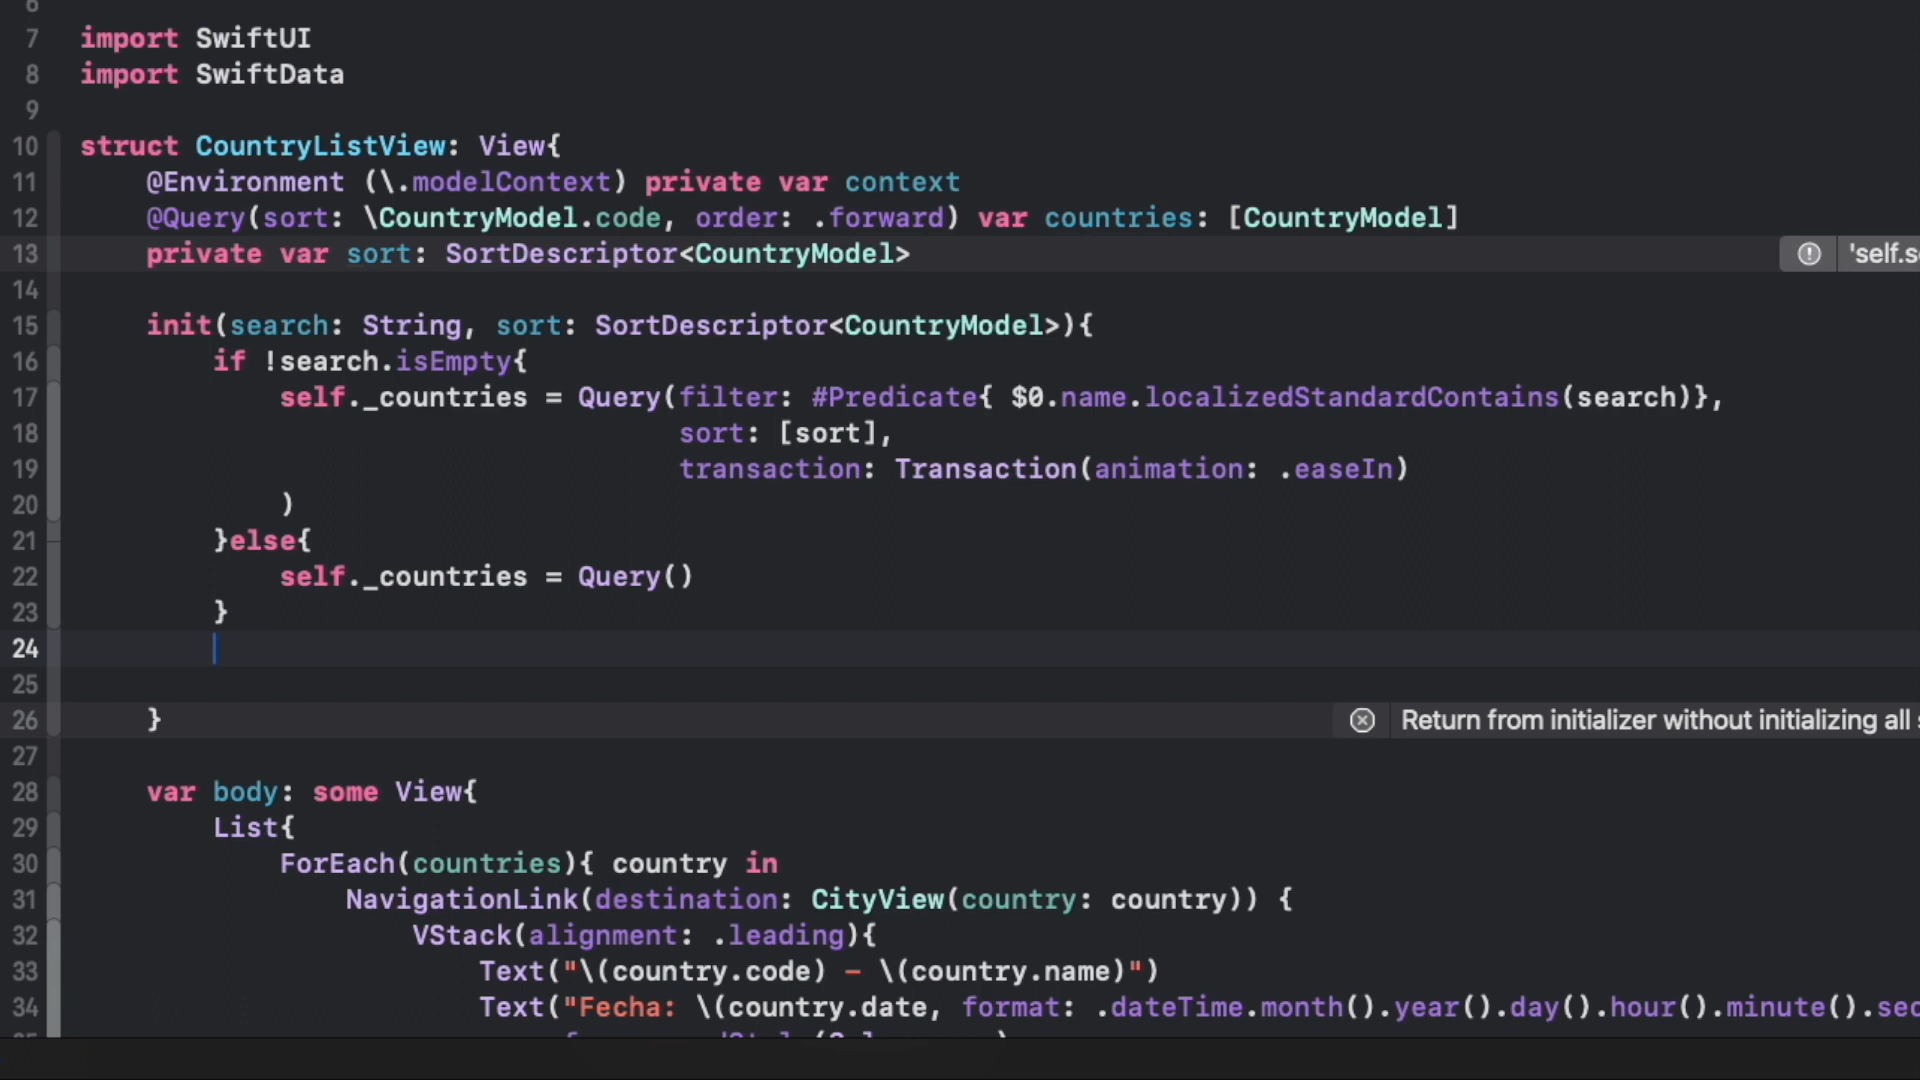 6
7 import SwiftUI
8 import SwiftData
9
10 struct CountryListView: View{
11 @Environment (\.modelContext) private var context
12 @Query(sort: \CountryModel.code, order: .forward) var countries: [CountryModel]
13 private var sort: SortDescriptor<CountryModel> 'self.s
14
15 init(search: String, sort: SortDescriptor<CountryModel>){
16 if !search.isEmpty{
17 self._countries = Query(filter: #Predicate{ $0.name.localizedStandardContains(search)},
18 sort: [sort],
19 transaction: Transaction(animation: .easeIn)
20 )
21 }else{
22 self._countries = Query()
23 }
24
25
26 } Return from initializer without initializing all
27
28 var body: some View{
29 List{
30 ForEach(countries){ country in
31 NavigationLink(destination: CityView(country: country)) {
32 VStack(alignment: .leading){
33 Text("\(country.code) - \(country.name)")
34 Text("Fecha: \(country.date, format: .dateTime.month().year().day().hour().minute().sec